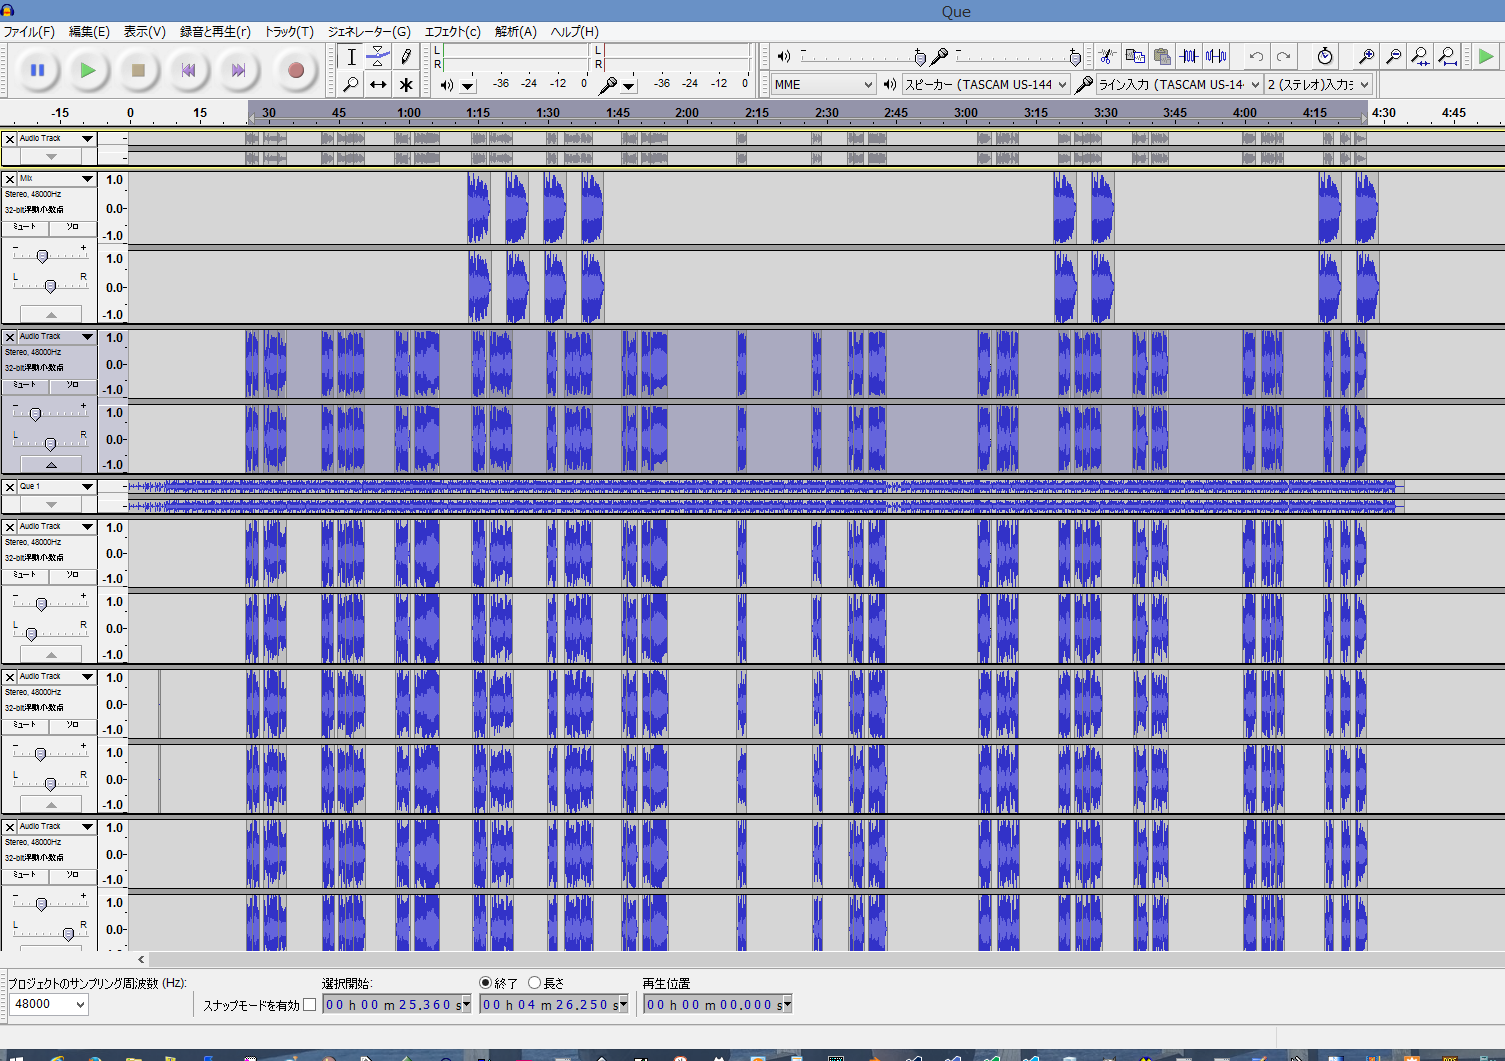 Que
ファイル(F) 編集(E) 表示(V) 録音と再生(r) トラック(T) ジェネレーター(G) エフェクト(c) 解析(A) ヘルプ(H)
L
R
-36 -24 -12 0
L
R
-36 -24 -12 0
MME スピーカー (TASCAM US-144 ライン入力 (TASCAM US-14 2 (ステレオ)入力
-15 0 15 30 45 1:00 1:15 1:30 1:45 2:00 2:15 2:30 2:45 3:00 3:15 3:30 3:45 4:00 4:15 4:30 4:45
Audio Track
Mix 1.0
Stereo, 48000Hz
32-bit浮動小数点 0.0
ミュート ソロ
-1.0
- +
L R
1.0
0.0
-1.0
Audio Track 1.0
Stereo, 48000Hz
32-bit浮動小数点 0.0
ミュート ソロ -1.0
- + 1.0
L R 0.0
-1.0
Que 1
Audio Track 1.0
Stereo, 48000Hz
32-bit浮動小数点 0.0
ミュート ソロ -1.0
- + 1.0
L R 0.0
-1.0
Audio Track 1.0
Stereo, 48000Hz
32-bit浮動小数点 0.0
ミュート ソロ -1.0
- + 1.0
L R 0.0
-1.0
Audio Track 1.0
Stereo, 48000Hz
32-bit浮動小数点 0.0
ミュート ソロ -1.0
- + 1.0
L R 0.0
プロジェクトのサンプリング周波数 (Hz): 選択開始: 終了 長さ 再生位置
48000 スナップモードを有効 00 h 00 m 25.360 s 00 h 04 m 26.250 s 00 h 00 m 00.000 s